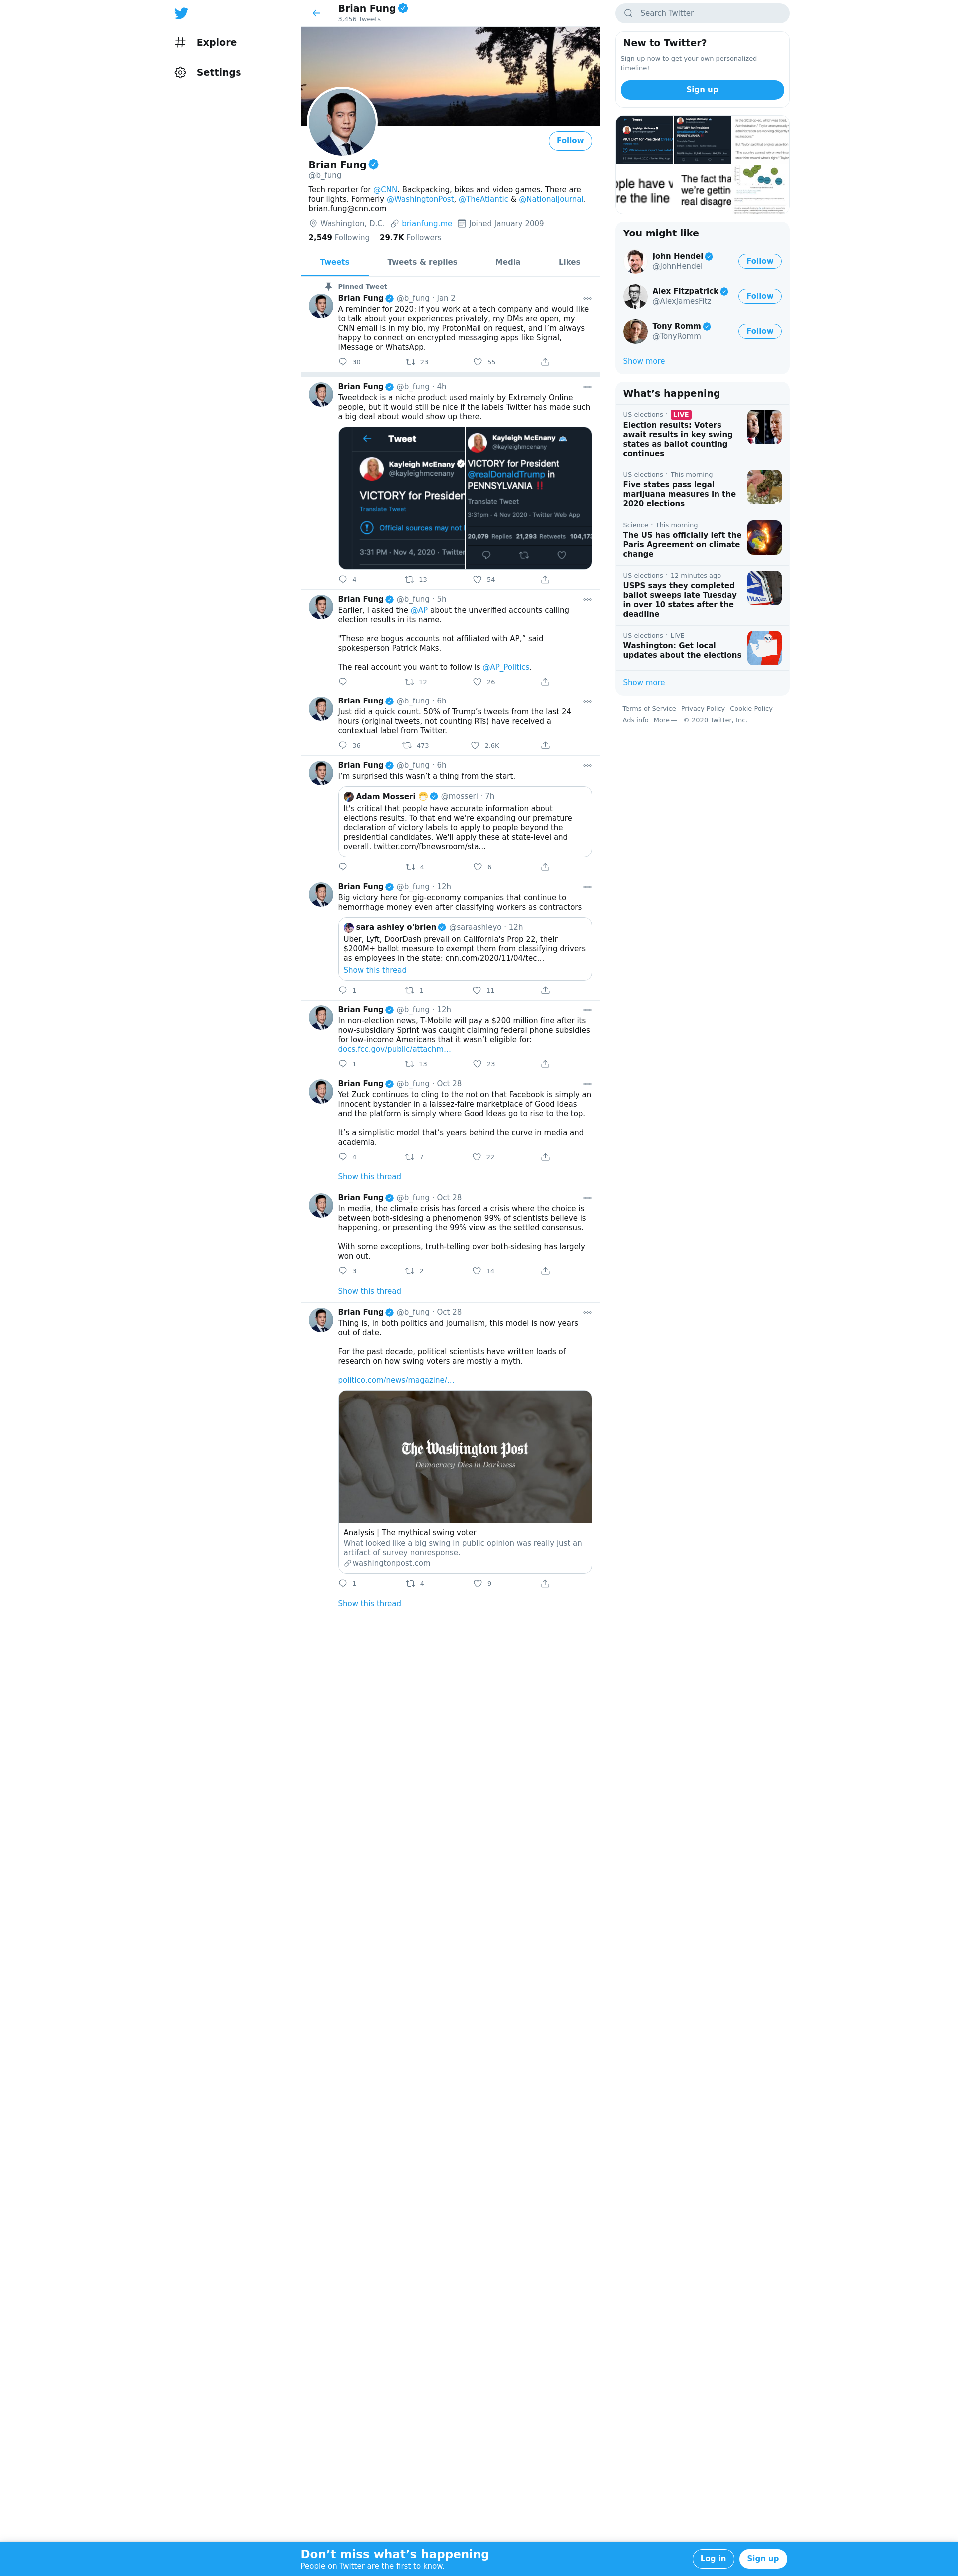 Explore
Settings
Brian Fung
3,456 Tweets
Follow
Brian Fung
@b_fung
Tech reporter for @CNN. Backpacking, bikes and video games. There are
four lights. Formerly @WashingtonPost, @TheAtlantic & @NationalJournal.
brian.fung@cnn.com
Washington, D.C. brianfung.me Joined January 2009
2,549 Following 29.7K Followers
Tweets Tweets & replies Media Likes
Pinned Tweet
Brian Fung @b_fung · Jan 2
A reminder for 2020: If you work at a tech company and would like
to talk about your experiences privately, my DMs are open, my
CNN email is in my bio, my ProtonMail on request, and I’m always
happy to connect on encrypted messaging apps like Signal,
iMessage or WhatsApp.
30 23 55
Brian Fung @b_fung · 4h
Tweetdeck is a niche product used mainly by Extremely Online
people, but it would still be nice if the labels Twitter has made such
a big deal about would show up there.
Tweet
Kayleigh McEnany
@kayleighmcenany
VICTORY for Presiden
Translate Tweet
Official sources may not
3:31 PM · Nov 4, 2020 · Twitter
Kayleigh McEnany
@kayleighmcenany
VICTORY for President
@realDonaldTrump in
PENNSYLVANIA ‼️
Translate Tweet
3:31pm · 4 Nov 2020 · Twitter Web App
20,079 Replies 21,293 Retweets 104,173
4 13 54
Brian Fung @b_fung · 5h
Earlier, I asked the @AP about the unverified accounts calling
election results in its name.
“These are bogus accounts not affiliated with AP,” said
spokesperson Patrick Maks.
The real account you want to follow is @AP_Politics.
12 26
Brian Fung @b_fung · 6h
Just did a quick count. 50% of Trump’s tweets from the last 24
hours (original tweets, not counting RTs) have received a
contextual label from Twitter.
36 473 2.6K
Brian Fung @b_fung · 6h
I’m surprised this wasn’t a thing from the start.
Adam Mosseri 😷 @mosseri · 7h
It's critical that people have accurate information about
elections results. To that end we're expanding our premature
declaration of victory labels to apply to people beyond the
presidential candidates. We'll apply these at state-level and
overall. twitter.com/fbnewsroom/sta…
4 6
Brian Fung @b_fung · 12h
Big victory here for gig-economy companies that continue to
hemorrhage money even after classifying workers as contractors
sara ashley o'brien @saraashleyo · 12h
Uber, Lyft, DoorDash prevail on California's Prop 22, their
$200M+ ballot measure to exempt them from classifying drivers
as employees in the state: cnn.com/2020/11/04/tec…
Show this thread
1 1 11
Brian Fung @b_fung · 12h
In non-election news, T-Mobile will pay a $200 million fine after its
now-subsidiary Sprint was caught claiming federal phone subsidies
for low-income Americans that it wasn’t eligible for:
docs.fcc.gov/public/attachm…
1 13 23
Brian Fung @b_fung · Oct 28
Yet Zuck continues to cling to the notion that Facebook is simply an
innocent bystander in a laissez-faire marketplace of Good Ideas
and the platform is simply where Good Ideas go to rise to the top.
It’s a simplistic model that’s years behind the curve in media and
academia.
4 7 22
Show this thread
Brian Fung @b_fung · Oct 28
In media, the climate crisis has forced a crisis where the choice is
between both-sidesing a phenomenon 99% of scientists believe is
happening, or presenting the 99% view as the settled consensus.
With some exceptions, truth-telling over both-sidesing has largely
won out.
3 2 14
Show this thread
Brian Fung @b_fung · Oct 28
Thing is, in both politics and journalism, this model is now years
out of date.
For the past decade, political scientists have written loads of
research on how swing voters are mostly a myth.
politico.com/news/magazine/…
The Washington Post
Democracy Dies in Darkness
Analysis | The mythical swing voter
What looked like a big swing in public opinion was really just an
artifact of survey nonresponse.
washingtonpost.com
1 4 9
Show this thread
Search Twitter
New to Twitter?
Sign up now to get your own personalized
timeline!
Sign up
ople have v
re the line
The fact tha
we're gettin
real disagre
You might like
John Hendel
@JohnHendel
Follow
Alex Fitzpatrick
@AlexJamesFitz
Follow
Tony Romm
@TonyRomm
Follow
Show more
What’s happening
US elections · LIVE
Election results: Voters
await results in key swing
states as ballot counting
continues
US elections · This morning
Five states pass legal
marijuana measures in the
2020 elections
Science · This morning
The US has officially left the
Paris Agreement on climate
change
US elections · 12 minutes ago
USPS says they completed
ballot sweeps late Tuesday
in over 10 states after the
deadline
US elections · LIVE
Washington: Get local
updates about the elections
Show more
Terms of Service Privacy Policy Cookie Policy
Ads info More © 2020 Twitter, Inc.
Don’t miss what’s happening
People on Twitter are the first to know.
Log in
Sign up